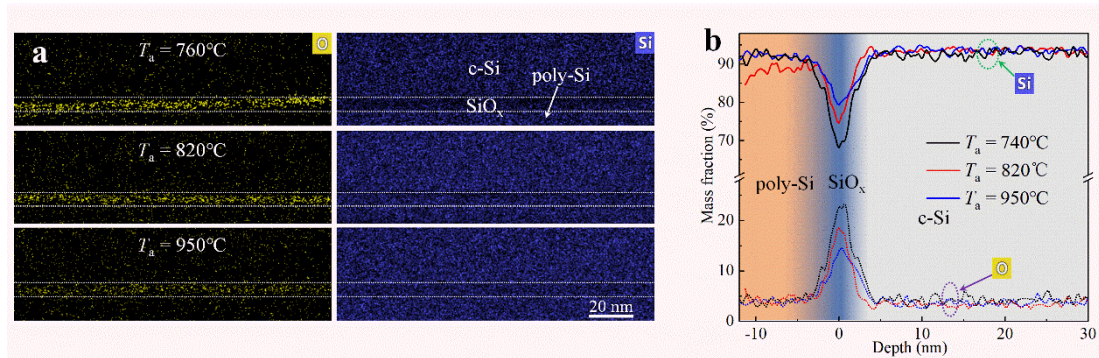 a
O
Tₐ = 760℃
Tₐ = 820℃
Tₐ = 950℃
Si
c-Si
poly-Si
SiOₓ
20 nm
b
90
80
70
20
10
0
Mass fraction (%)
Si
Tₐ = 740℃
Tₐ = 820℃
Tₐ = 950℃
poly-Si
SiOₓ
c-Si
O
-10
0
10
20
30
Depth (nm)